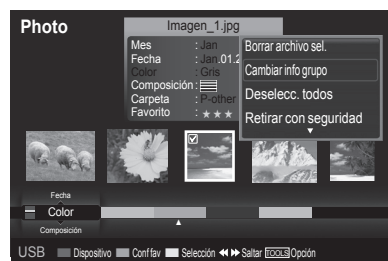 Photo
Imagen_1.jpg
Mes : Jan
Fecha : Jan.01.2
Color : Gris
Composición :
Carpeta : P-other
Favorito : ★ ★ ★
Borrar archivo sel.
Cambiar info grupo
Deselecc. todos
Retirar con seguridad
Fecha
Color
Composición
USB Dispositivo Conf fav Selección Saltar TOOLS Opción